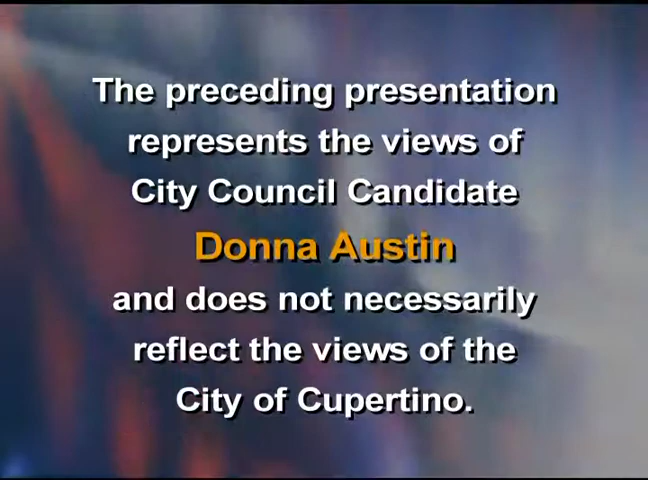 The preceding presentation
represents the views of
City Council Candidate
Donna Austin
and does not necessarily
reflect the views of the
City of Cupertino.